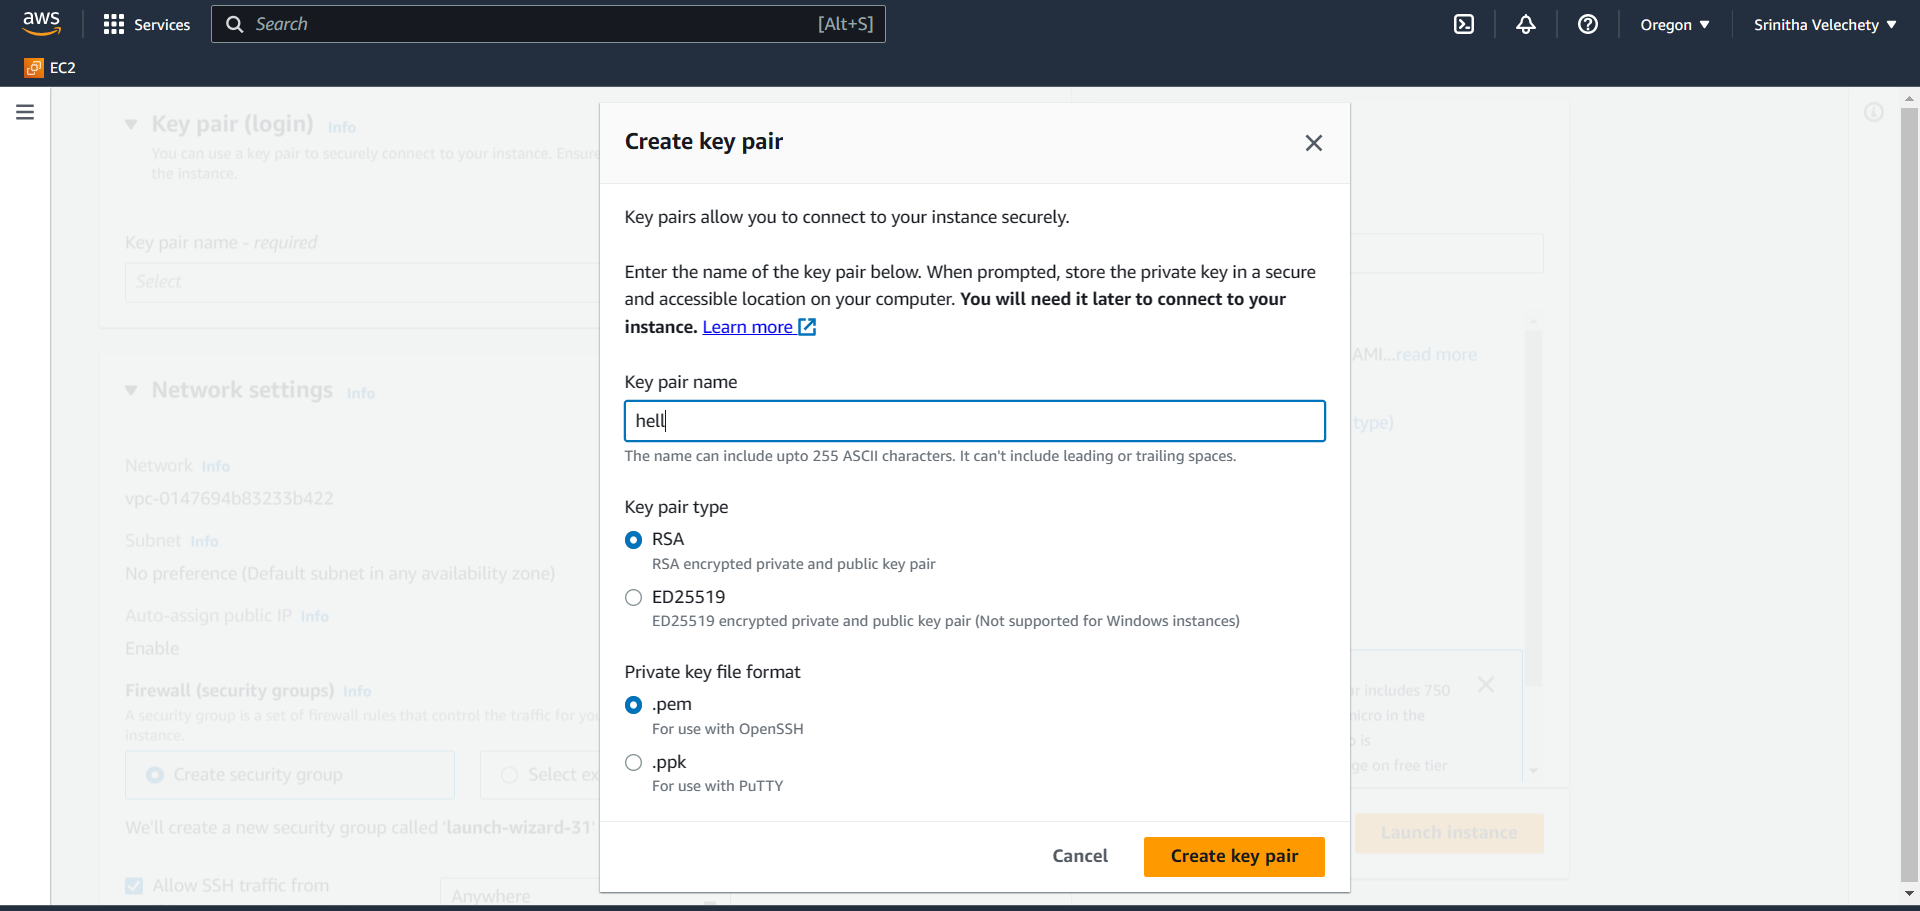 aws
Services
Search
[Alt+S]
Oregon
Srinitha Velechety
EC2
Key pair (login) Info
You can use a key pair to securely connect to your instance. Ensure
the instance.
Key pair name - required
Select
Network settings Info
Network Info
vpc-0147694b83233b422
Subnet Info
No preference (Default subnet in any availability zone)
Auto-assign public IP Info
Enable
Firewall (security groups) Info
A security group is a set of firewall rules that control the traffic for you
instance.
Create security group
Select ex
We'll create a new security group called 'launch-wizard-31'
Allow SSH traffic from
Anywhere
Create key pair
Key pairs allow you to connect to your instance securely.
Enter the name of the key pair below. When prompted, store the private key in a secure
and accessible location on your computer. You will need it later to connect to your
instance. Learn more
Key pair name
hell
The name can include upto 255 ASCII characters. It can't include leading or trailing spaces.
Key pair type
RSA
RSA encrypted private and public key pair
ED25519
ED25519 encrypted private and public key pair (Not supported for Windows instances)
Private key file format
.pem
For use with OpenSSH
.ppk
For use with PuTTY
Cancel
Create key pair
AMI...read more
type)
includes 750
micro in the
is
ge on free tier
Launch instance